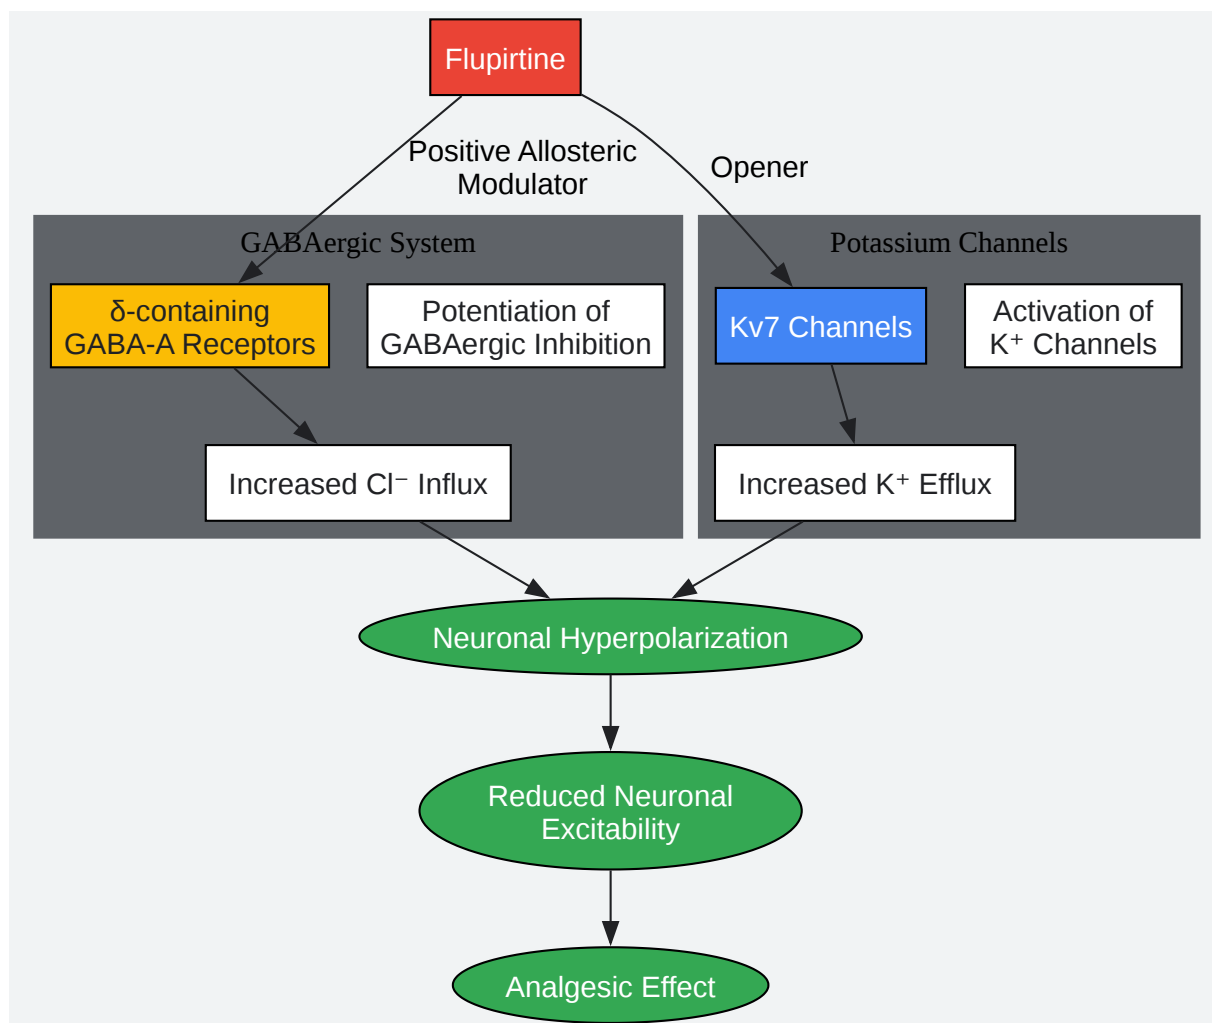 Flupirtine
Positive Allosteric
Modulator
Opener
GABAergic System
Potassium Channels
δ-containing
GABA-A Receptors
Potentiation of
GABAergic Inhibition
Kv7 Channels
Activation of
K⁺ Channels
Increased Cl⁻ Influx
Increased K⁺ Efflux
Neuronal Hyperpolarization
Reduced Neuronal
Excitability
Analgesic Effect